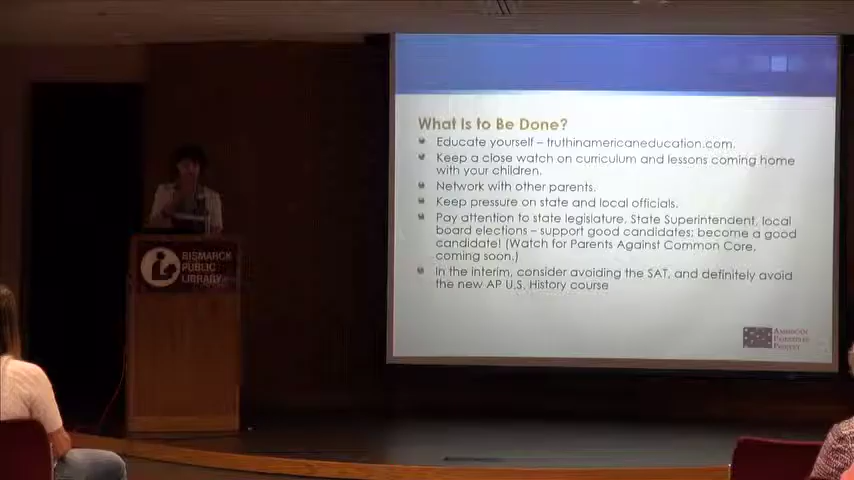 What Is to Be Done?
Educate yourself – truthinamericaneducation.com.
Keep a close watch on curriculum and lessons coming home
with your children.
Network with other parents.
Keep pressure on state and local officials.
Pay attention to state legislature, State Superintendent, local
board elections – support good candidates; become a good
candidate! (Watch for Parents Against Common Core,
coming soon.)
In the interim, consider avoiding the SAT, and definitely avoid
the new AP U.S. History course
BISMARCK
PUBLIC
LIBRARY
AMERICAN
PRINCIPLES
PROJECT